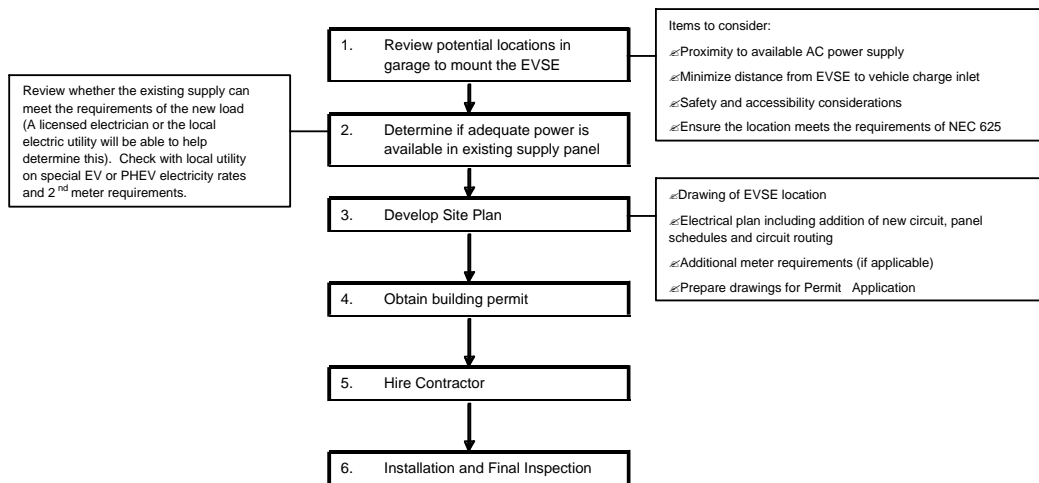 1. Review potential locations in
garage to mount the EVSE
Items to consider:
Proximity to available AC power supply
Minimize distance from EVSE to vehicle charge inlet
Safety and accessibility considerations
Ensure the location meets the requirements of NEC 625
Review whether the existing supply can
meet the requirements of the new load
(A licensed electrician or the local
electric utility will be able to help
determine this). Check with local utility
on special EV or PHEV electricity rates
and 2nd meter requirements.
2. Determine if adequate power is
available in existing supply panel
3. Develop Site Plan
Drawing of EVSE location
Electrical plan including addition of new circuit, panel
schedules and circuit routing
Additional meter requirements (if applicable)
Prepare drawings for Permit Application
4. Obtain building permit
5. Hire Contractor
6. Installation and Final Inspection